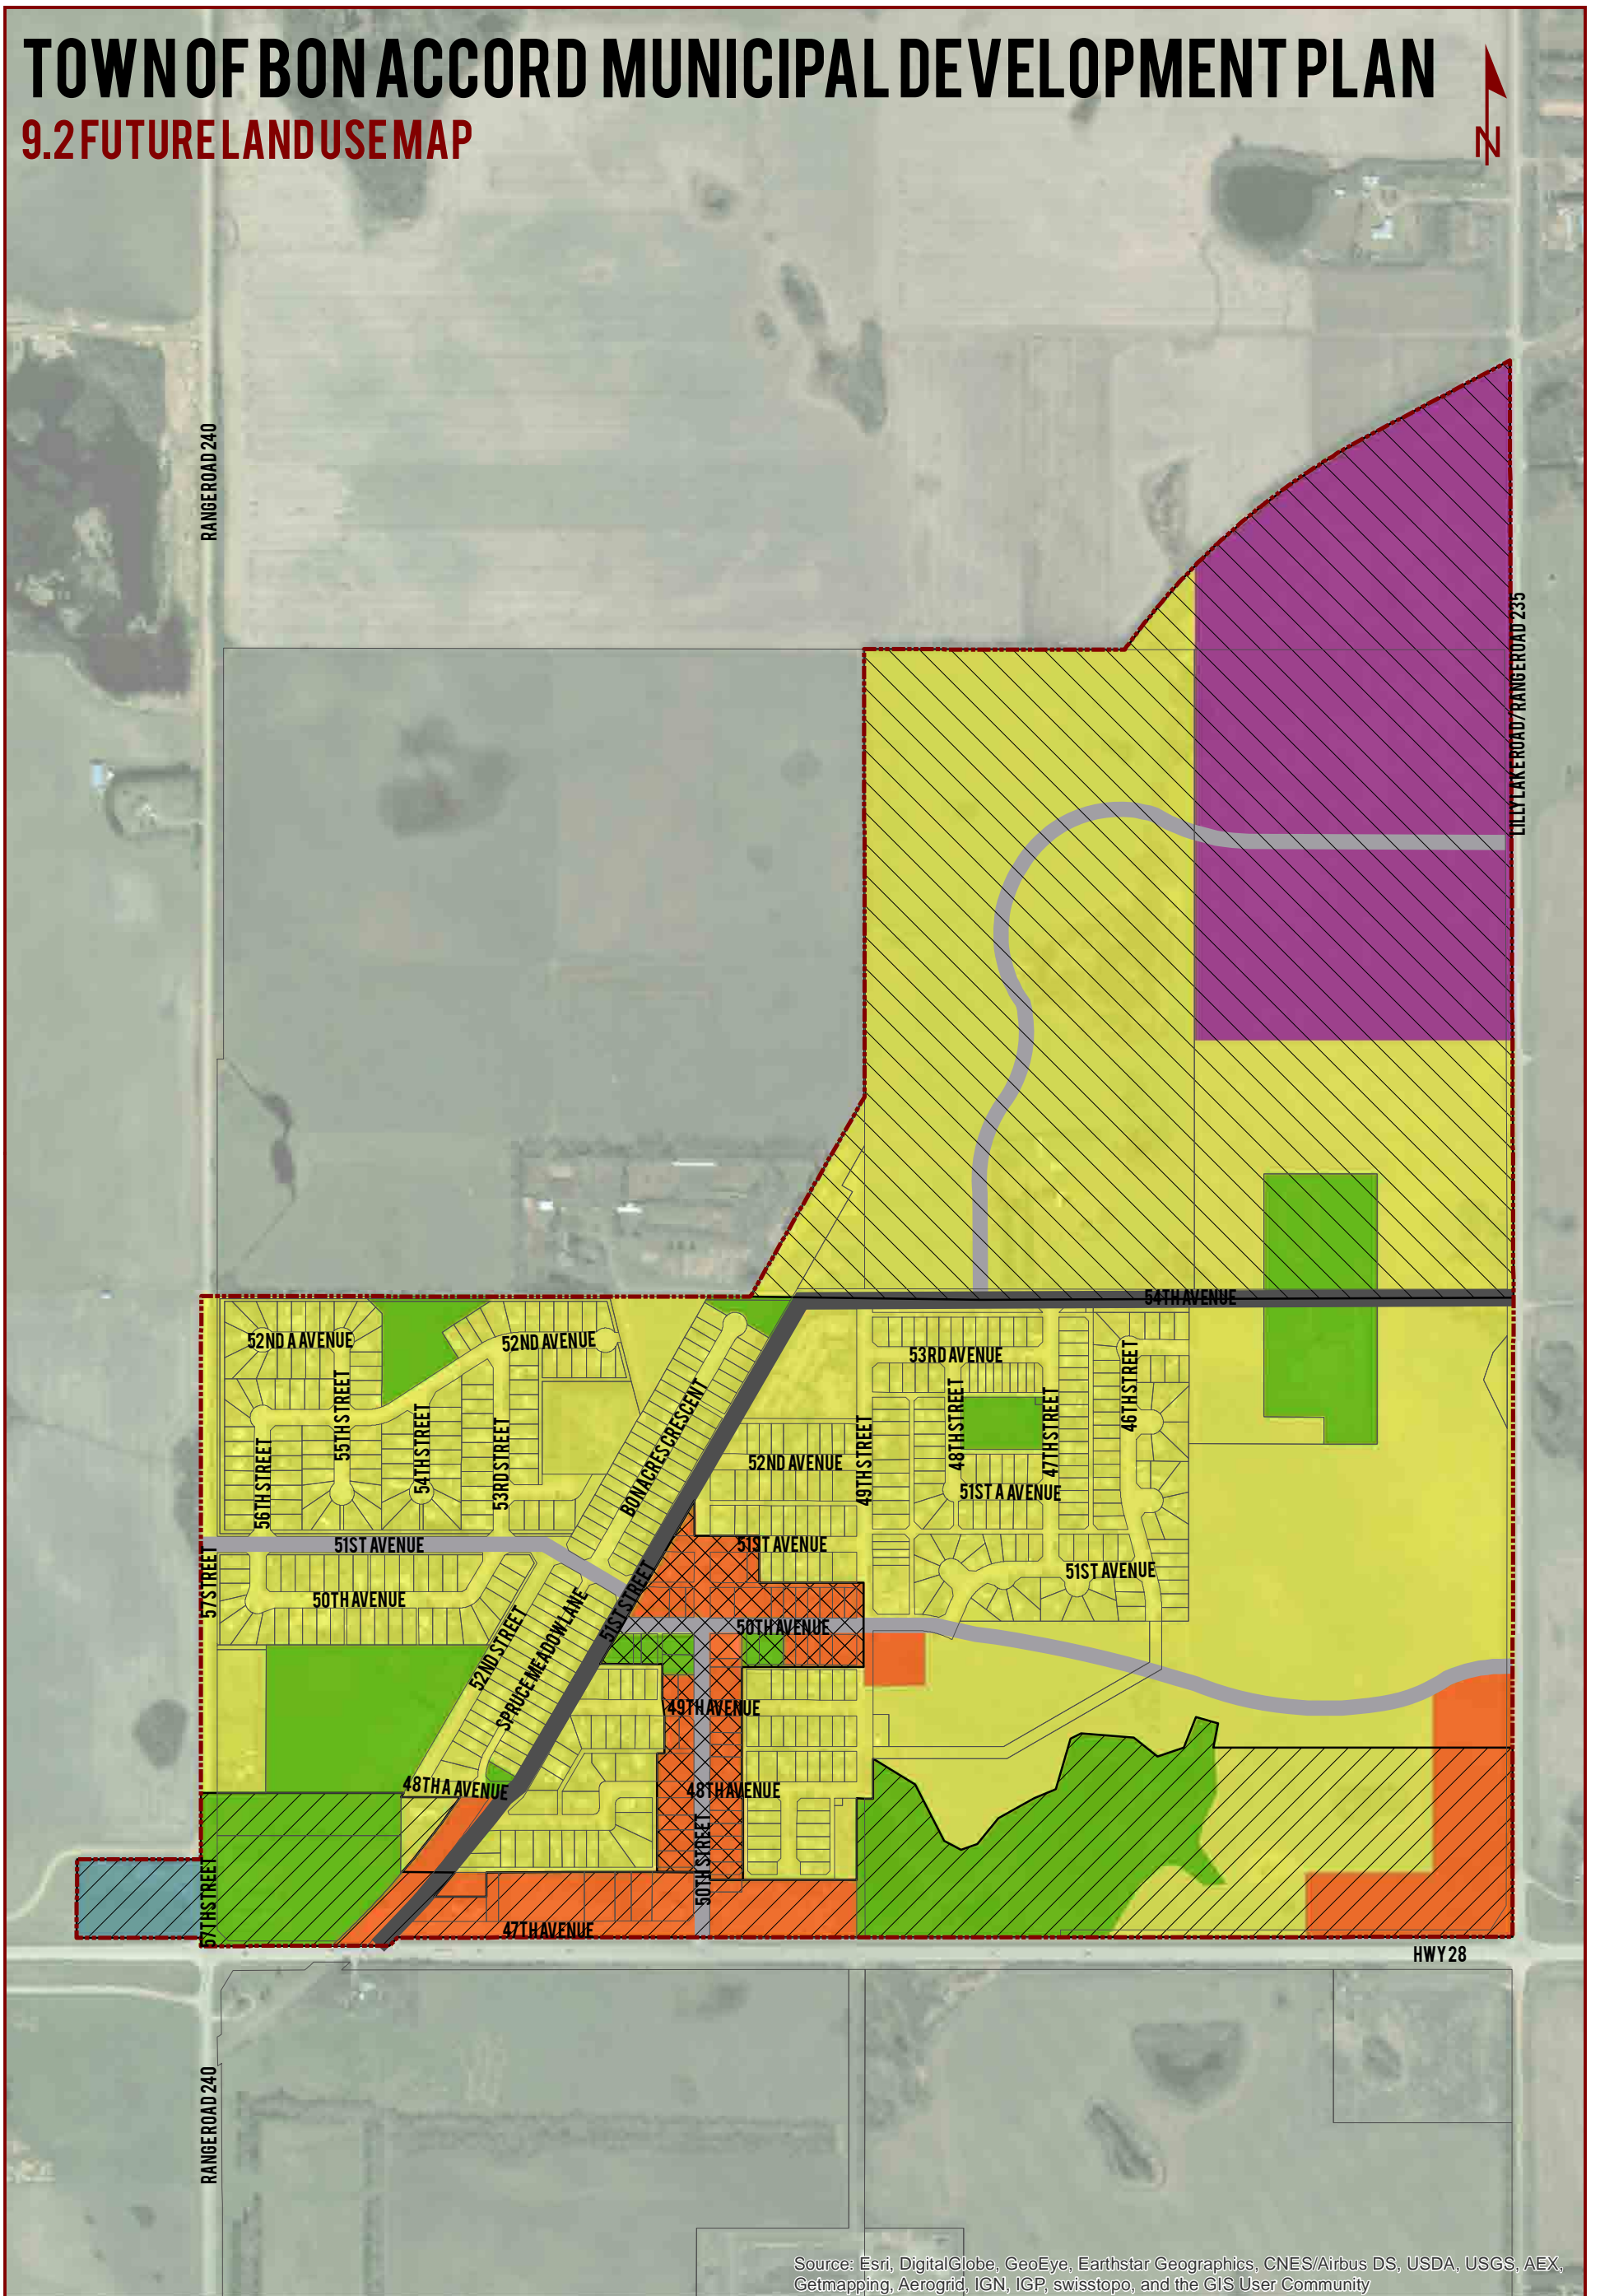 TOWN OF BON ACCORD MUNICIPAL DEVELOPMENT PLAN
9.2 FUTURE LAND USE MAP
N
RANGE ROAD 240
LILLY LAKE ROAD/RANGE ROAD 235
54TH AVENUE
52ND A AVENUE
52ND AVENUE
53RD AVENUE
46TH STREET
55TH STREET
54TH STREET
53RD STREET
56TH STREET
BON ACRES CRESCENT
48TH STREET
47TH STREET
49TH STREET
52ND AVENUE
51ST A AVENUE
51ST AVENUE
51ST AVENUE
51ST AVENUE
57 STREET
50TH AVENUE
52ND STREET
SPRUCE MEADOW LANE
51ST STREET
50TH AVENUE
49TH AVENUE
48TH A AVENUE
48TH AVENUE
50TH STREET
57TH STREET
47TH AVENUE
HWY 28
RANGE ROAD 240
Source: Esri, DigitalGlobe, GeoEye, Earthstar Geographics, CNES/Airbus DS, USDA, USGS, AEX,
Getmapping, Aerogrid, IGN, IGP, swisstopo, and the GIS User Community